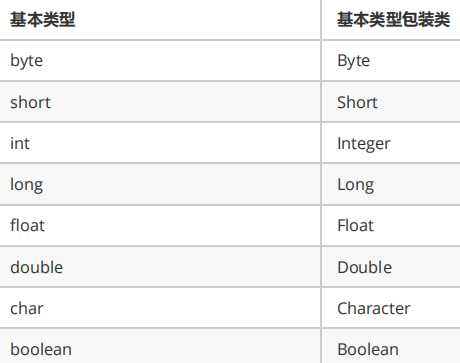 基本类型 基本类型包装类
byte Byte
short Short
int Integer
long Long
float Float
double Double
char Character
boolean Boolean